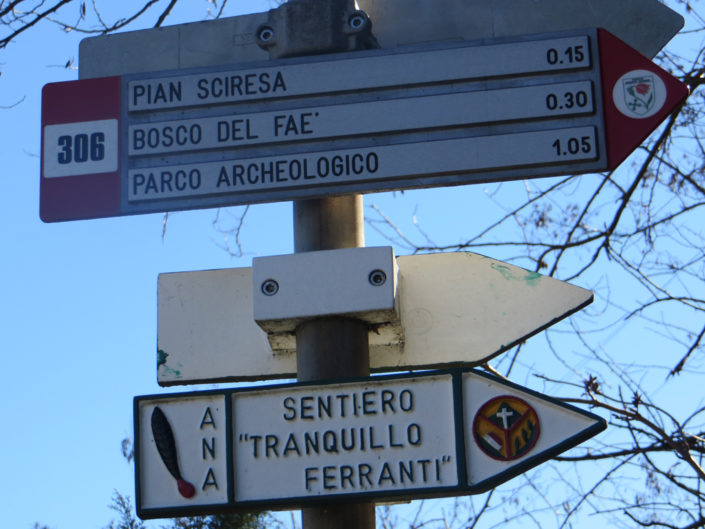 306
PIAN SCIRESA 0.15
BOSCO DEL FAE' 0.30
PARCO ARCHEOLOGICO 1.05
ANA
SENTIERO
"TRANQUILLO
FERRANTI"